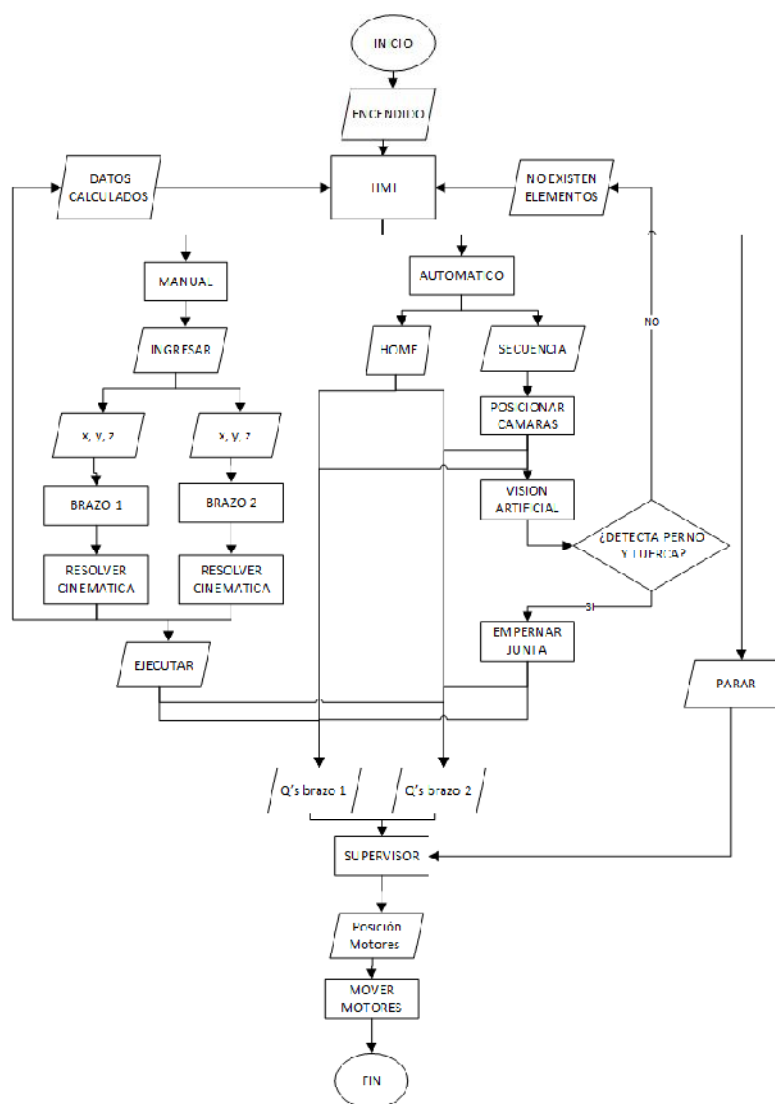 INICIO
ENCENDIDO
DATOS
CALCULADOS
HMI
NO EXISTEN
ELEMENTOS
MANUAL
AUTOMATICO
NO
INGRESAR
HOME
SECUENCIA
x, y, z
x, y, z
POSICIONAR
CAMARAS
BRAZO 1
BRAZO 2
VISION
ARTIFICIAL
¿DETECTA PERNO
Y TUERCA?
RESOLVER
CINEMATICA
RESOLVER
CINEMATICA
SI
EMPERNAR
JUNTA
EJECUTAR
PARAR
Q's brazo 1
Q's brazo 2
SUPERVISOR
Posición
Motores
MOVER
MOTORES
FIN